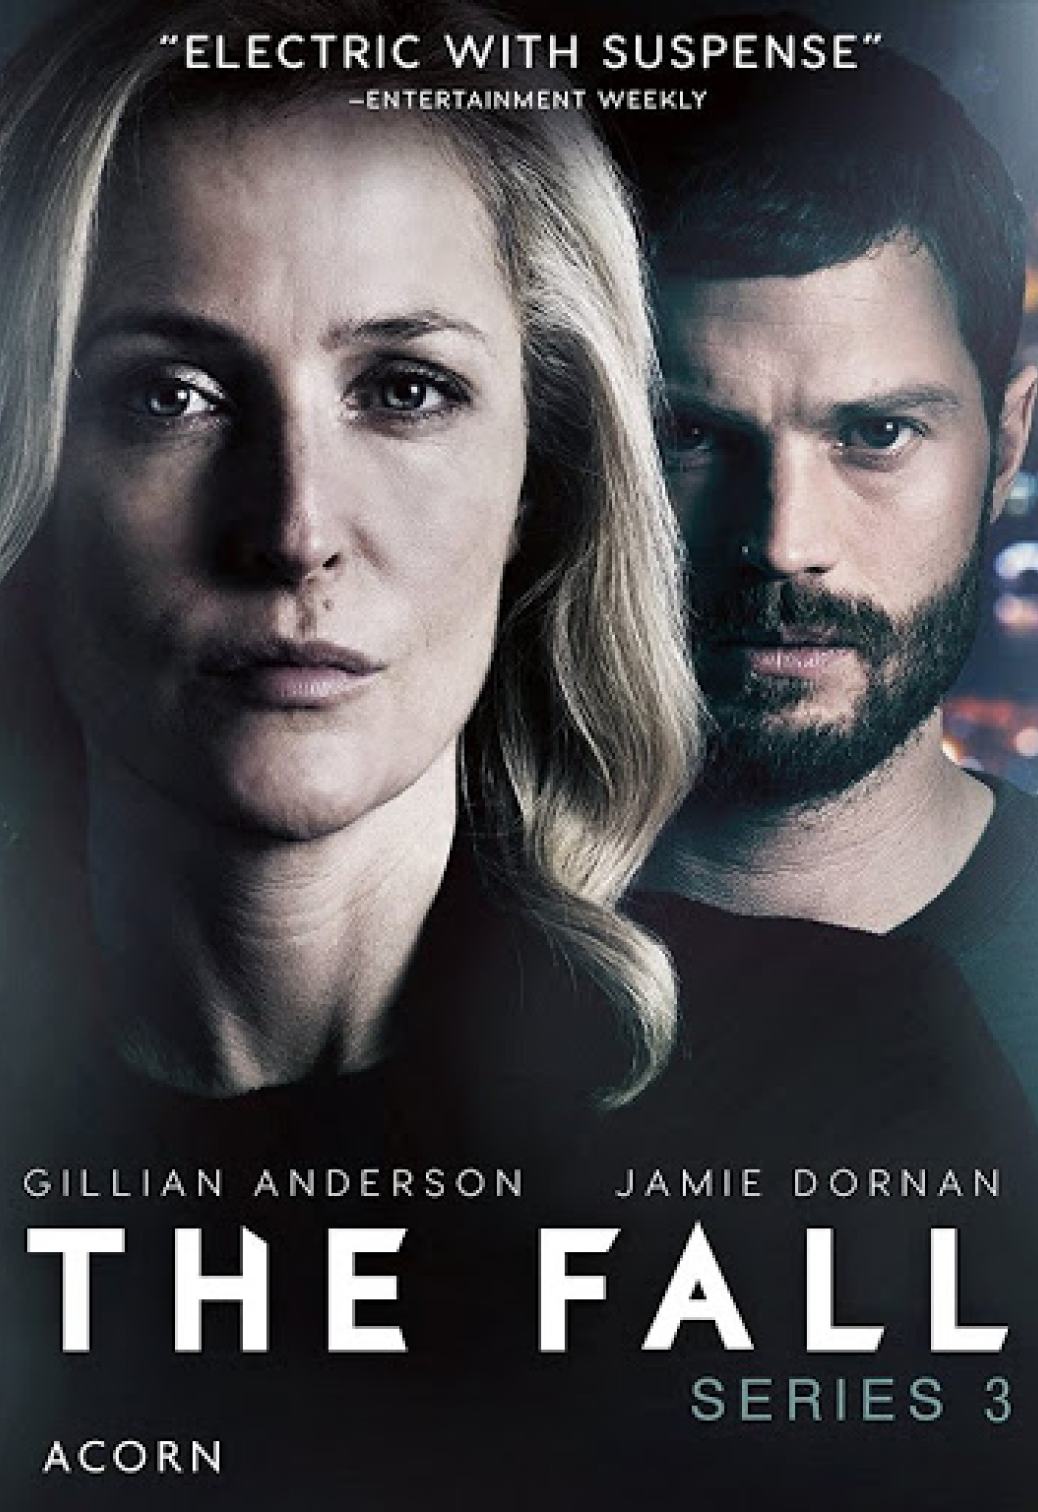 “ELECTRIC WITH SUSPENSE”
–ENTERTAINMENT WEEKLY
GILLIAN ANDERSON JAMIE DORNAN
THE FALL
SERIES 3
ACORN